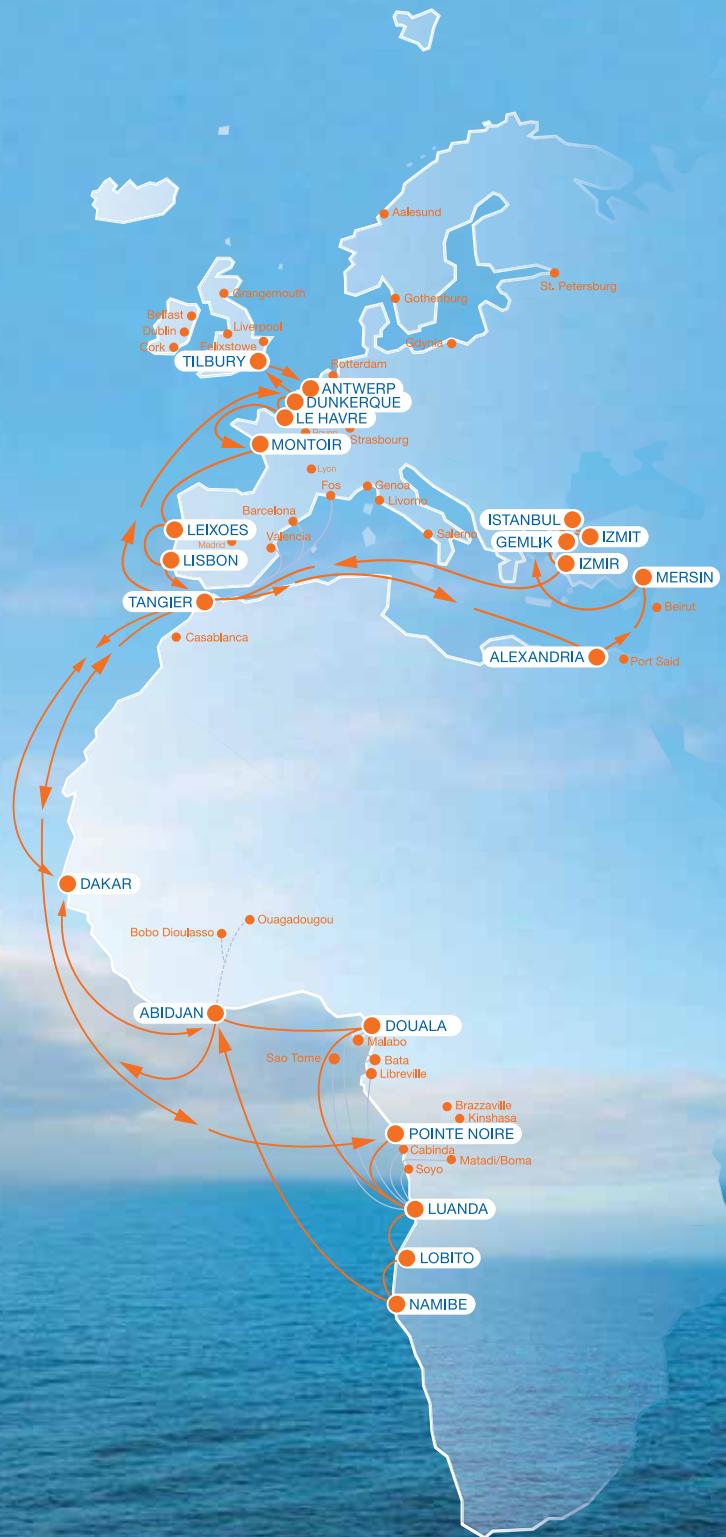 Aalesund
St. Petersburg
Grangemouth
Gothenburg
Belfast
Dublin
Liverpool
Cork
Felixstowe
Gdynia
TILBURY
Rotterdam
ANTWERP
DUNKERQUE
LE HAVRE
Rouen
Strasbourg
MONTOIR
Lyon
Fos
Genoa
Livorno
Barcelona
LEIXOES
Madrid
Valencia
Salerno
ISTANBUL
IZMIT
GEMLIK
LISBON
IZMIR
MERSIN
TANGIER
Beirut
Casablanca
ALEXANDRIA
Port Said
DAKAR
Ouagadougou
Bobo Dioulasso
ABIDJAN
DOUALA
Malabo
Sao Tome
Bata
Libreville
Brazzaville
Kinshasa
POINTE NOIRE
Cabinda
Matadi/Boma
Soyo
LUANDA
LOBITO
NAMIBE